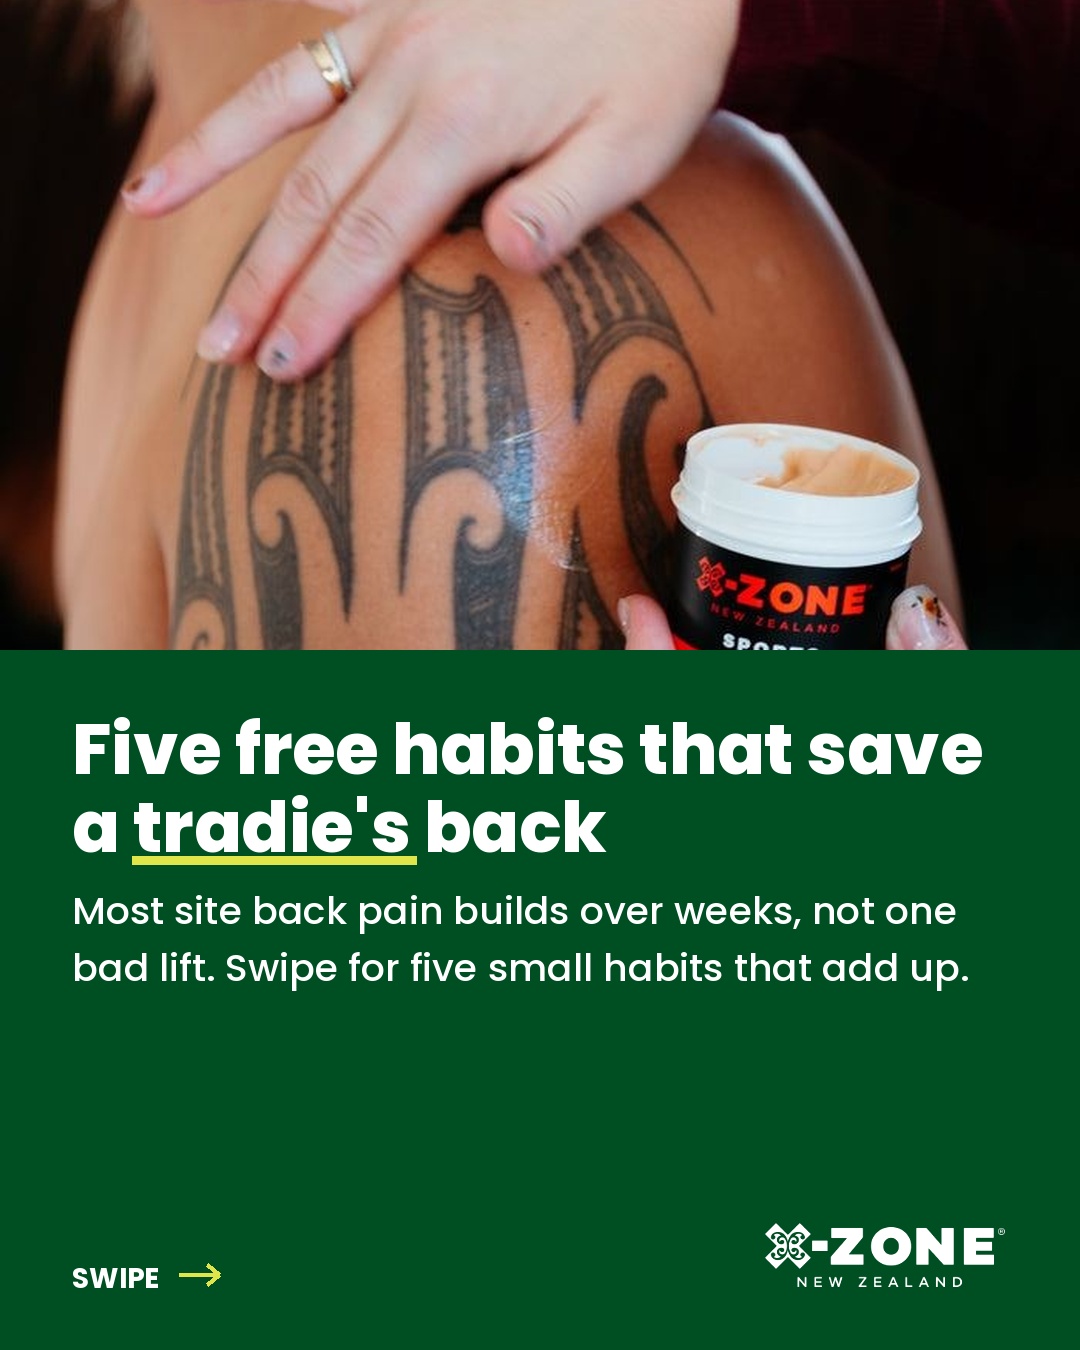 X-ZONE
NEW ZEALAND
Five free habits that save
a tradie's back
Most site back pain builds over weeks, not one
bad lift. Swipe for five small habits that add up.
SWIPE
X-ZONE®
NEW ZEALAND